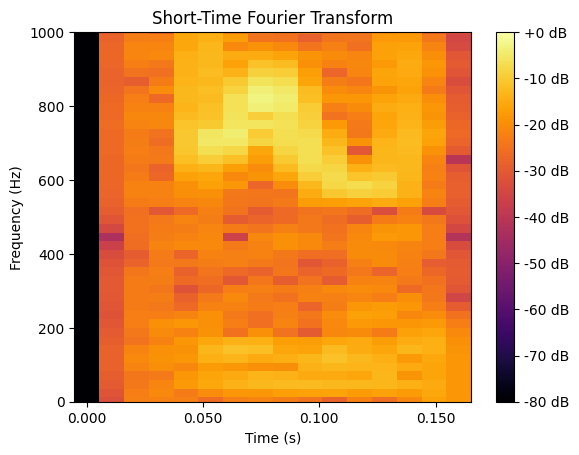 Short-Time Fourier Transform
1000
800
600
400
200
0
Frequency (Hz)
0.000
0.050
0.100
0.150
Time (s)
+0 dB
-10 dB
-20 dB
-30 dB
-40 dB
-50 dB
-60 dB
-70 dB
-80 dB